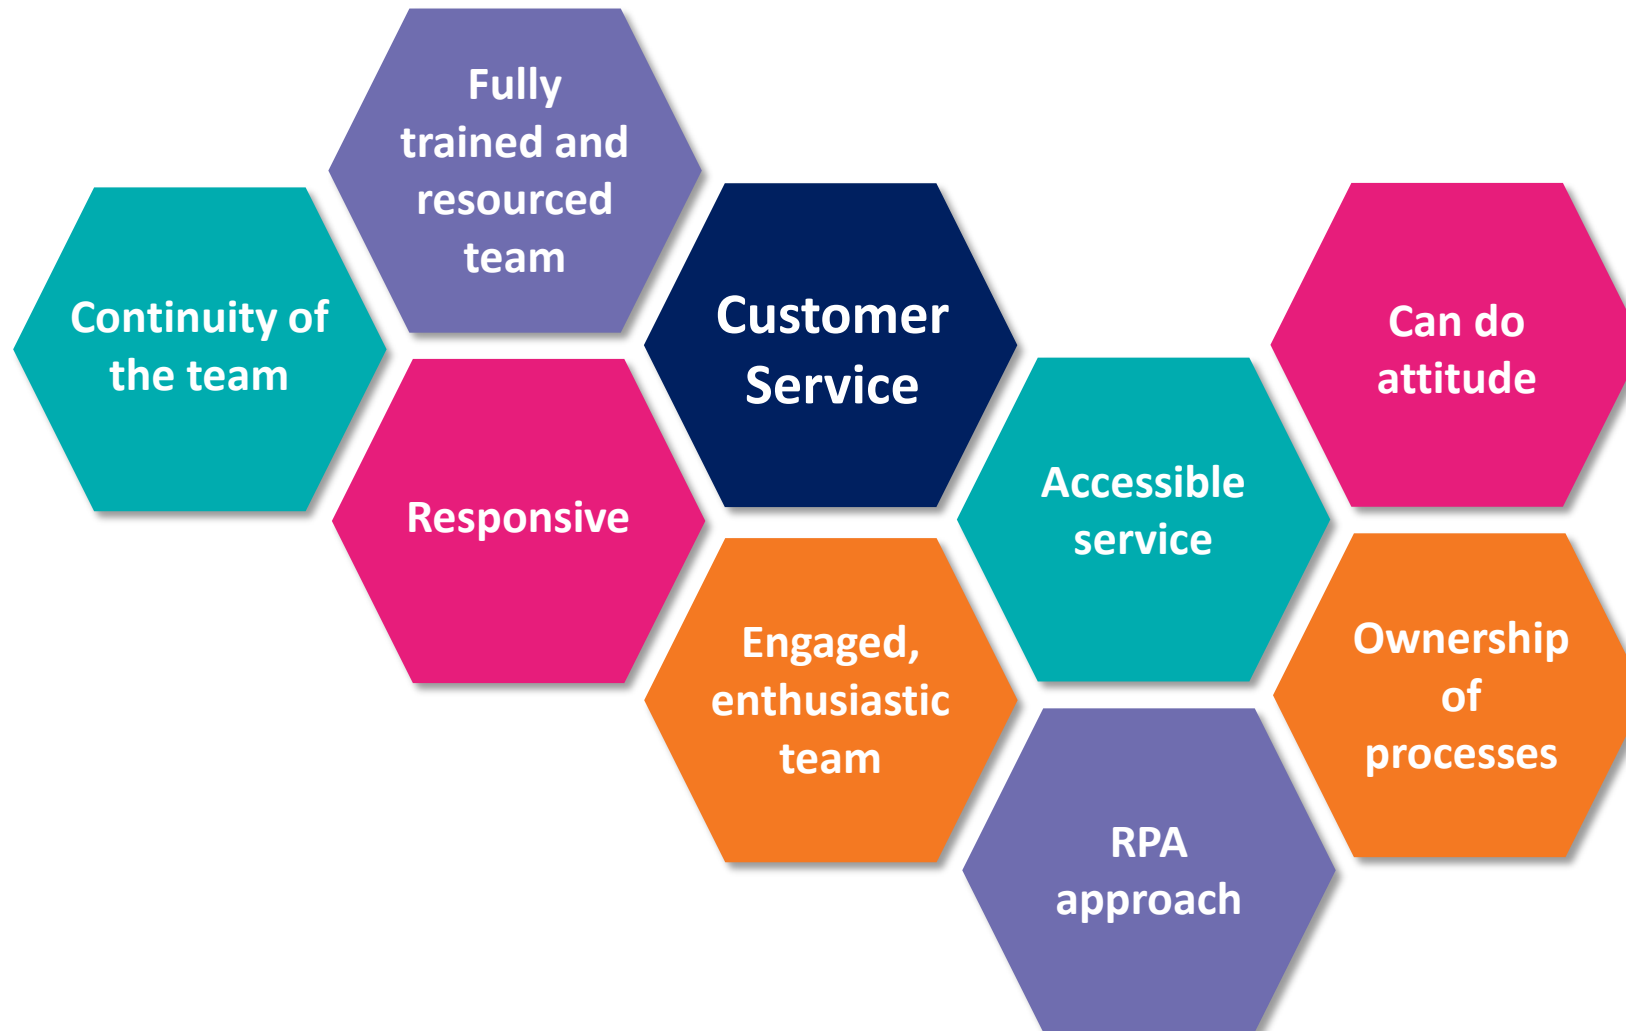 Fully
trained and
resourced
team
Continuity of
the team
Customer
Service
Can do
attitude
Responsive
Accessible
service
Engaged,
enthusiastic
team
Ownership
of
processes
RPA
approach